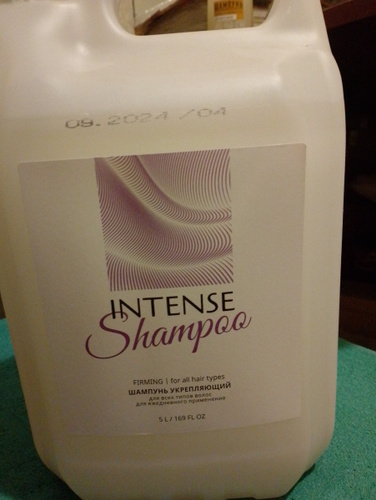 09.2024 /04
INTENSE
Shampoo
FIRMING | for all hair types
ШАМПУНЬ УКРЕПЛЯЮЩИЙ
для всех типов волос
для ежедневного применения
5 L / 169 FL OZ